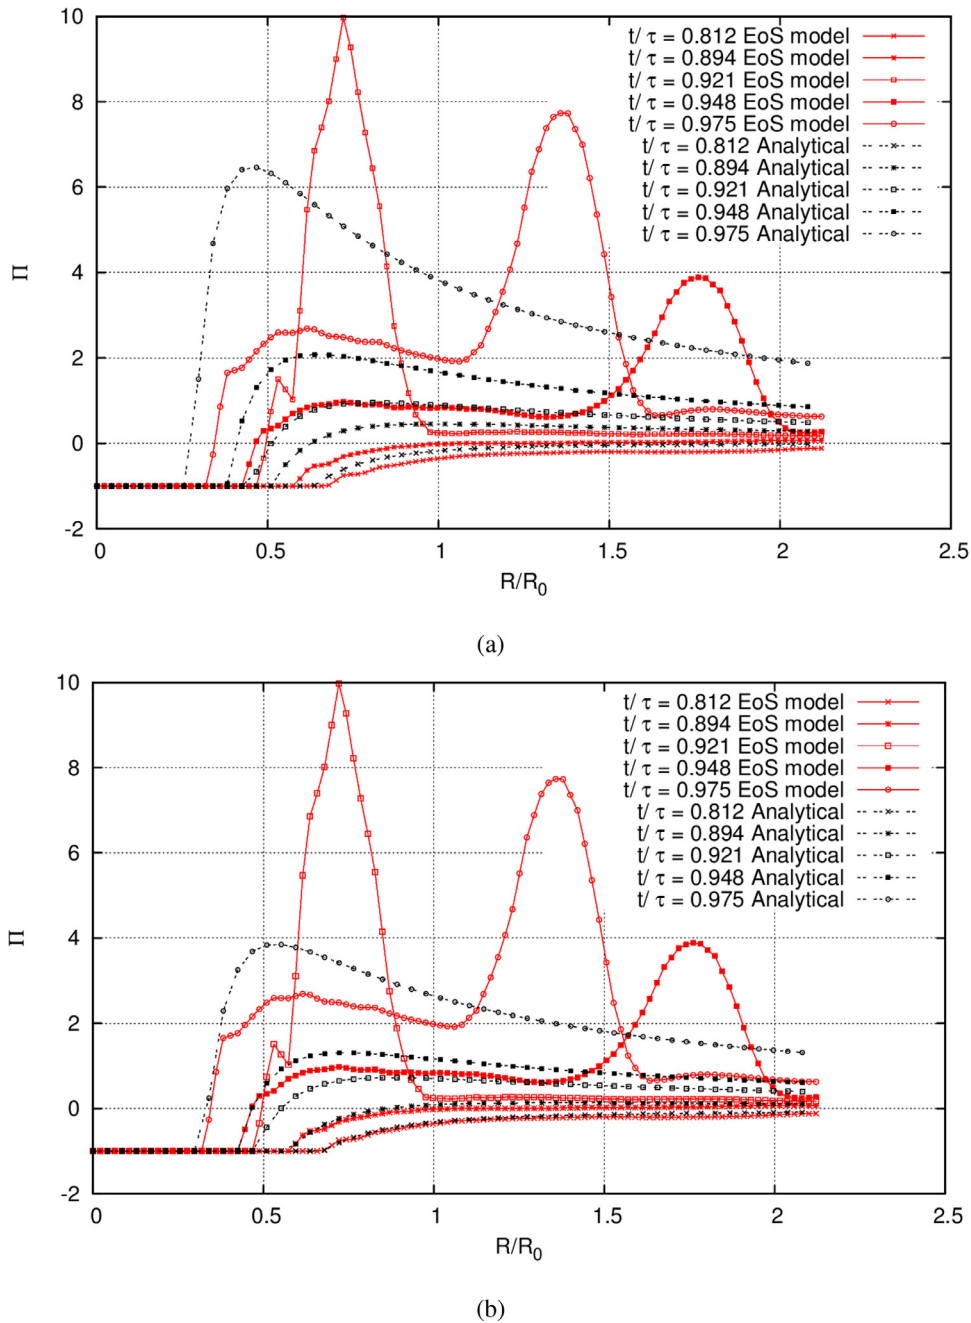 10
8
6
4
2
0
-2
Π
t/ τ = 0.812 EoS model
t/ τ = 0.894 EoS model
t/ τ = 0.921 EoS model
t/ τ = 0.948 EoS model
t/ τ = 0.975 EoS model
t/ τ = 0.812 Analytical
t/ τ = 0.894 Analytical
t/ τ = 0.921 Analytical
t/ τ = 0.948 Analytical
t/ τ = 0.975 Analytical
0 0.5 1 1.5 2 2.5
R/R0
(a)
10
8
6
4
2
0
-2
Π
t/ τ = 0.812 EoS model
t/ τ = 0.894 EoS model
t/ τ = 0.921 EoS model
t/ τ = 0.948 EoS model
t/ τ = 0.975 EoS model
t/ τ = 0.812 Analytical
t/ τ = 0.894 Analytical
t/ τ = 0.921 Analytical
t/ τ = 0.948 Analytical
t/ τ = 0.975 Analytical
0 0.5 1 1.5 2 2.5
R/R0
(b)